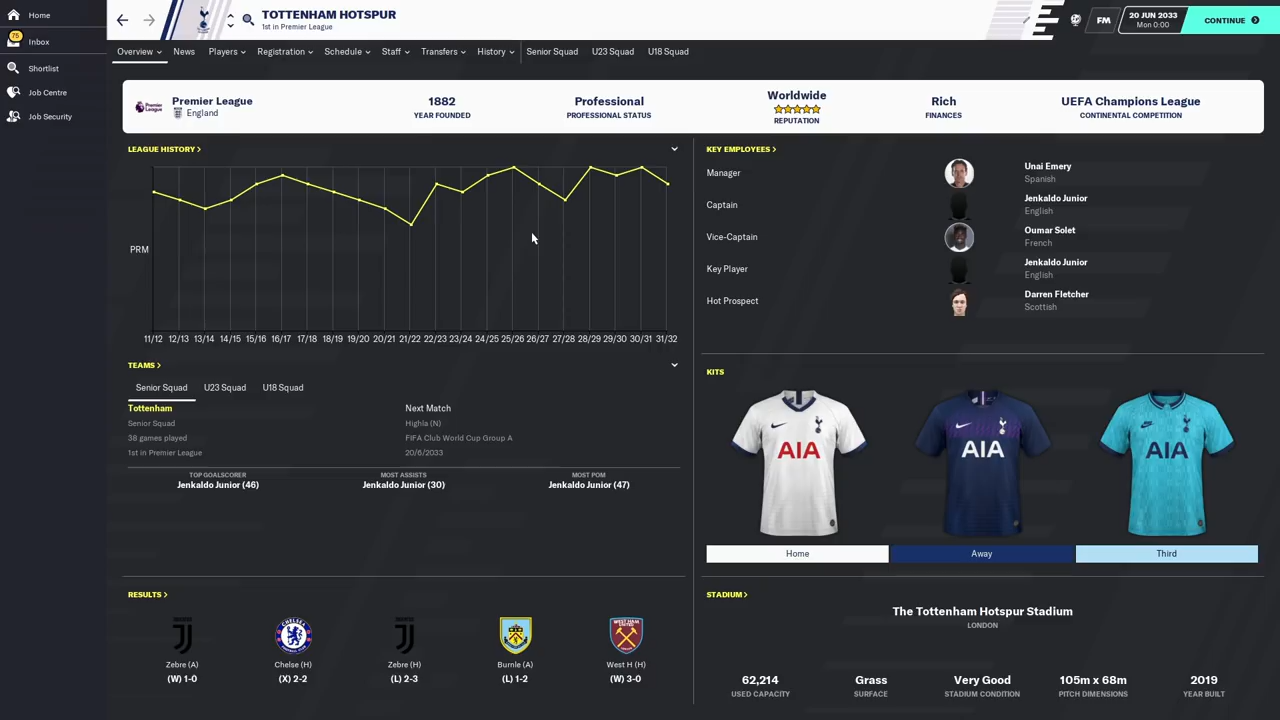 Home
75
Inbox
Shortlist
Job Centre
Job Security
TOTTENHAM HOTSPUR
1st in Premier League
FM
20 JUN 2033
Mon 0:00
CONTINUE
Overview News Players Registration Schedule Staff Transfers History Senior Squad U23 Squad U18 Squad
Premier League
England
1882
YEAR FOUNDED
Professional
PROFESSIONAL STATUS
Worldwide
REPUTATION
Rich
FINANCES
UEFA Champions League
CONTINENTAL COMPETITION
LEAGUE HISTORY >
PRM
11/12 12/13 13/14 14/15 15/16 16/17 17/18 18/19 19/20 20/21 21/22 22/23 23/24 24/25 25/26 26/27 27/28 28/29 29/30 30/31 31/32
KEY EMPLOYEES >
Manager
Unai Emery
Spanish
Captain
Jenkaldo Junior
English
Vice-Captain
Oumar Solet
French
Key Player
Jenkaldo Junior
English
Hot Prospect
Darren Fletcher
Scottish
TEAMS >
Senior Squad U23 Squad U18 Squad
Tottenham
Senior Squad
38 games played
1st in Premier League
Next Match
Highla (N)
FIFA Club World Cup Group A
20/6/2033
TOP GOALSCORER
Jenkaldo Junior (46)
MOST ASSISTS
Jenkaldo Junior (30)
MOST POM
Jenkaldo Junior (47)
KITS
AIA
AIA
AIA
Home
Away
Third
RESULTS >
Zebre (A)
(W) 1-0
Chelse (H)
(X) 2-2
Zebre (H)
(L) 2-3
Burnle (A)
(L) 1-2
West H (H)
(W) 3-0
STADIUM >
The Tottenham Hotspur Stadium
LONDON
62,214
USED CAPACITY
Grass
SURFACE
Very Good
STADIUM CONDITION
105m x 68m
PITCH DIMENSIONS
2019
YEAR BUILT